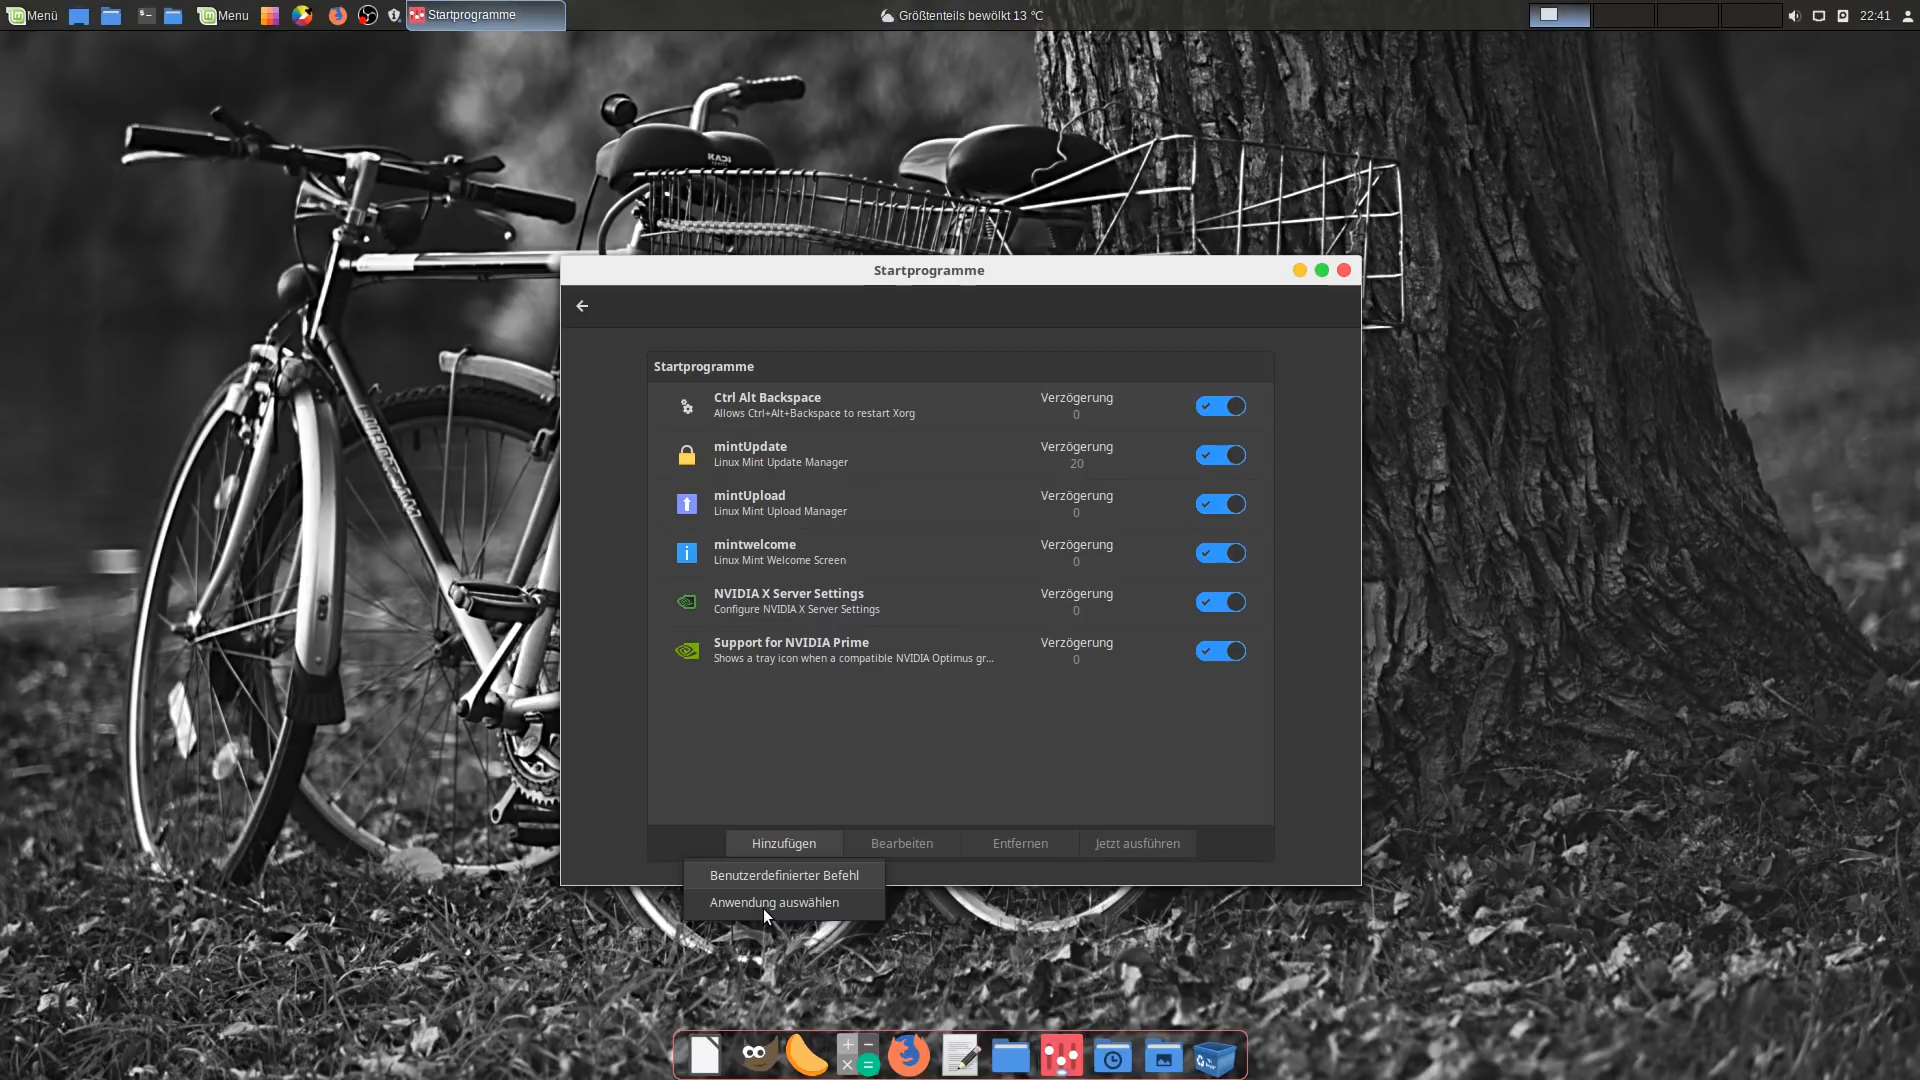 Menü
Menu
Startprogramme
Größtenteils bewölkt 13 ℃
22:41
Startprogramme
Startprogramme
Ctrl Alt Backspace
Allows Ctrl+Alt+Backspace to restart Xorg
Verzögerung
0
mintUpdate
Linux Mint Update Manager
Verzögerung
20
mintUpload
Linux Mint Upload Manager
Verzögerung
0
mintwelcome
Linux Mint Welcome Screen
Verzögerung
0
NVIDIA X Server Settings
Configure NVIDIA X Server Settings
Verzögerung
0
Support for NVIDIA Prime
Shows a tray icon when a compatible NVIDIA Optimus gr...
Verzögerung
0
Hinzufügen
Bearbeiten
Entfernen
Jetzt ausführen
Benutzerdefinierter Befehl
Anwendung auswählen